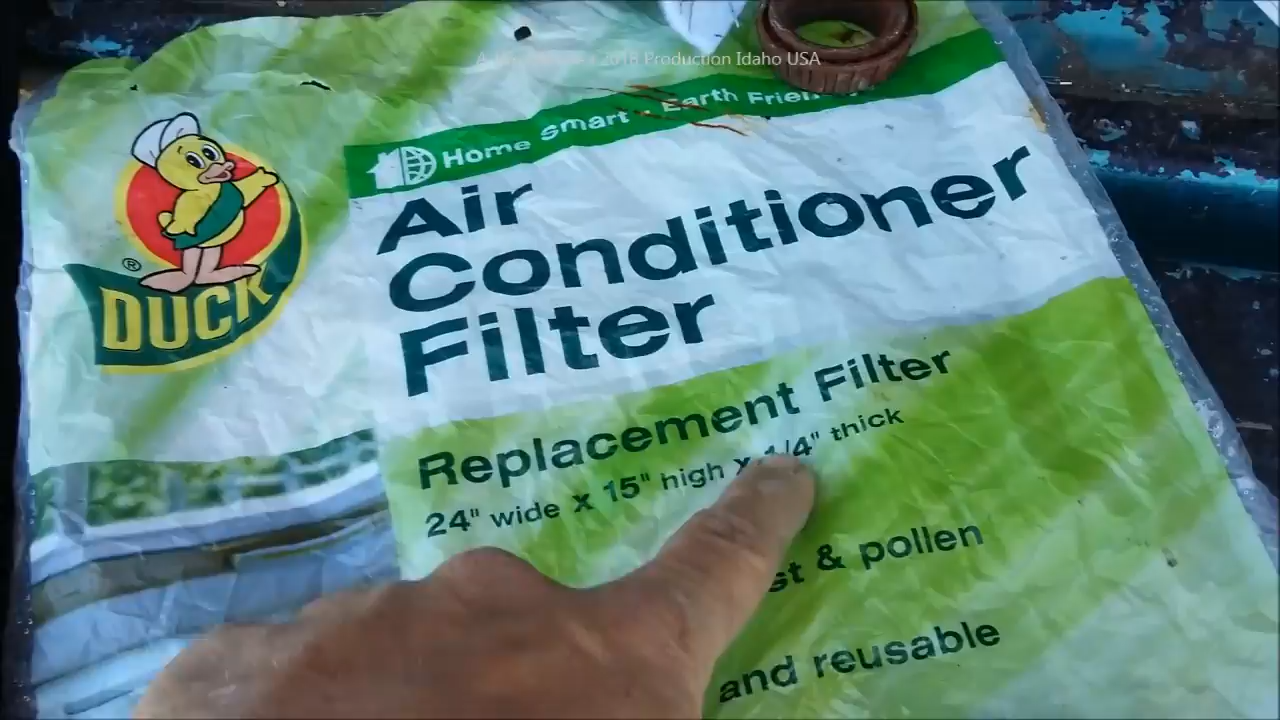 2018 Production Idaho USA
Home smart Earth
Air
Conditioner
Filter
® DUCK
Replacement Filter
24" wide x 15" high x 1/4" thick
& pollen
and reusable